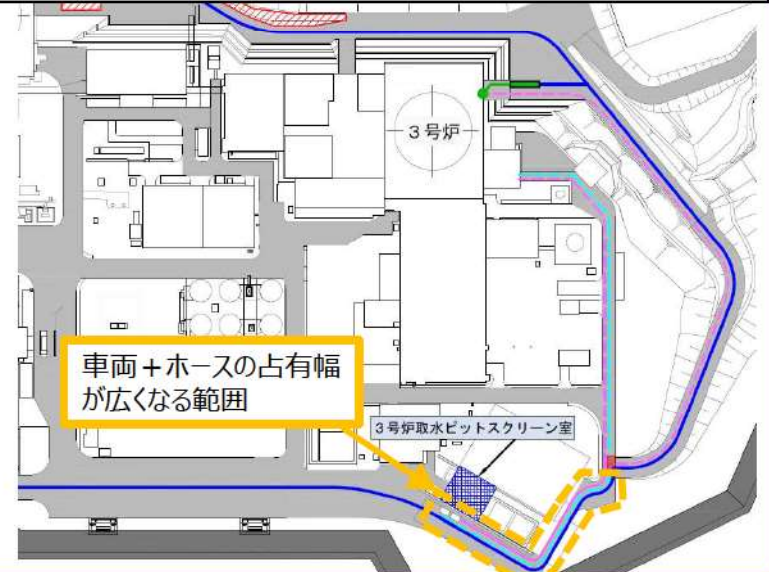 3号炉
車両+ホースの占有幅
が広くなる範囲
3号炉取水ピットスクリーン室